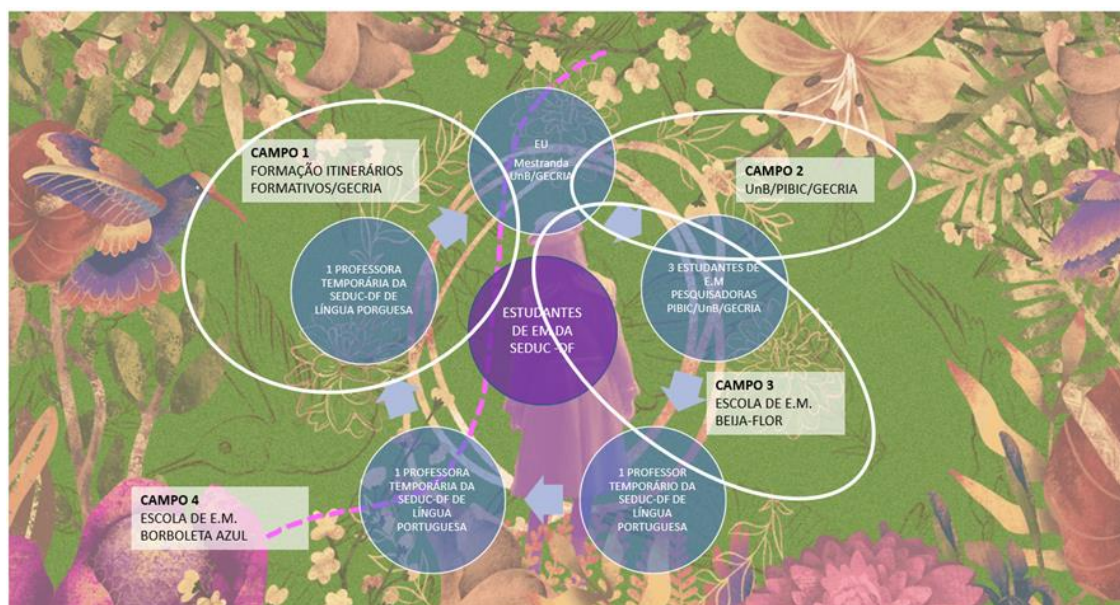 EU
Mestranda
UnB/GECRIA
CAMPO 1
FORMAÇÃO ITINERÁRIOS
FORMATIVOS/GECRIA
CAMPO 2
UnB/PIBIC/GECRIA
1 PROFESSORA
TEMPORÁRIA DA
SEDUC-DF DE
LÍNGUA PORGUESA
3 ESTUDANTES DE
E.M
PESQUISADORAS
PIBIC/UnB/GECRIA
ESTUDANTES
DE EM DA
SEDUC -DF
CAMPO 3
ESCOLA DE E.M.
BEIJA-FLOR
1 PROFESSORA
TEMPORÁRIA DA
SEDUC-DF DE
LÍNGUA
PORTUGUESA
1 PROFESSOR
TEMPORÁRIO DA
SEDUC-DF DE
LÍNGUA
PORTUGUESA
CAMPO 4
ESCOLA DE E.M.
BORBOLETA AZUL